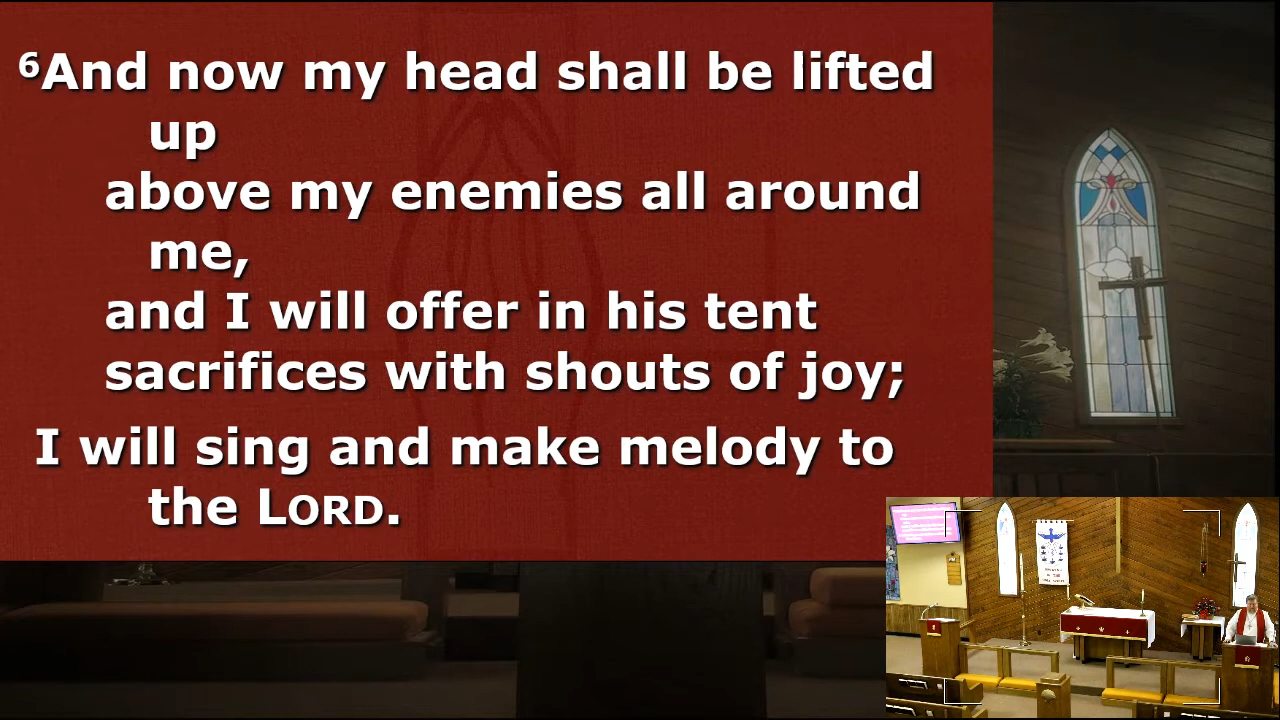 ⁶And now my head shall be lifted
up
above my enemies all around
me,
and I will offer in his tent
sacrifices with shouts of joy;
I will sing and make melody to
the LORD.